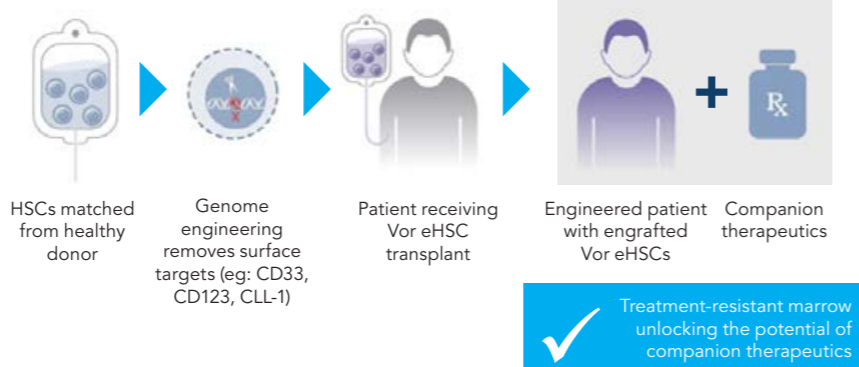 Rx
HSCs matched
from healthy
donor
Genome
engineering
removes surface
targets (eg: CD33,
CD123, CLL-1)
Patient receiving
Vor eHSC
transplant
Engineered patient
with engrafted
Vor eHSCs
Companion
therapeutics
Treatment-resistant marrow
unlocking the potential of
companion therapeutics